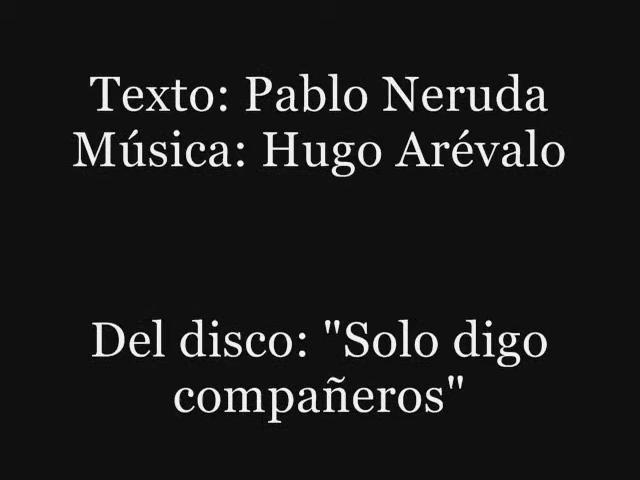 Texto: Pablo Neruda
Música: Hugo Arévalo
Del disco: "Solo digo
compañeros"